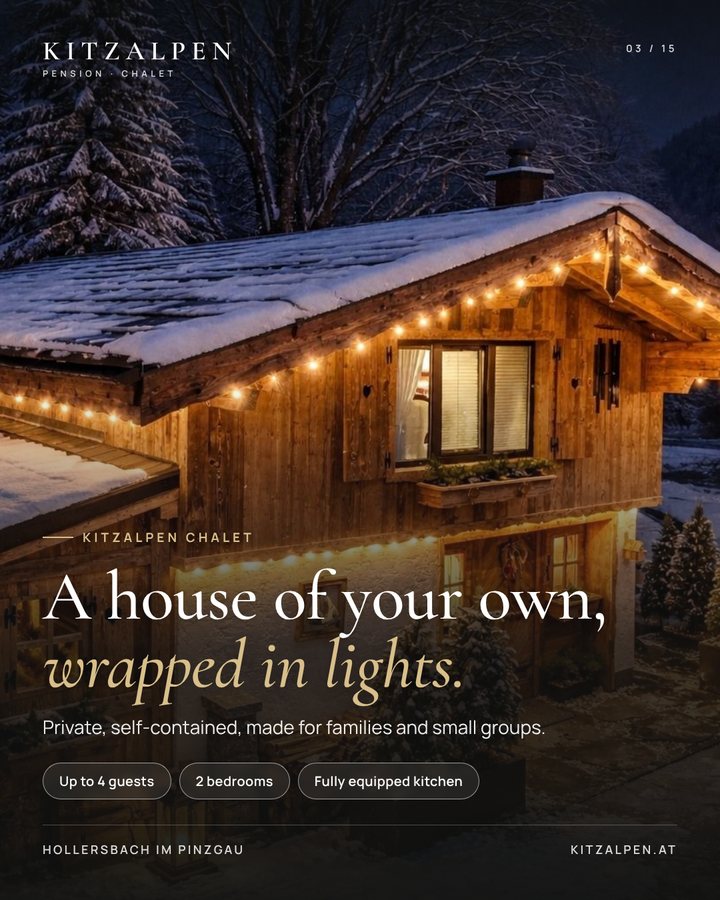 KITZALPEN
PENSION · CHALET
03 / 15
KITZALPEN CHALET
A house of your own,
wrapped in lights.
Private, self-contained, made for families and small groups.
Up to 4 guests
2 bedrooms
Fully equipped kitchen
HOLLERSBACH IM PINZGAU
KITZALPEN.AT